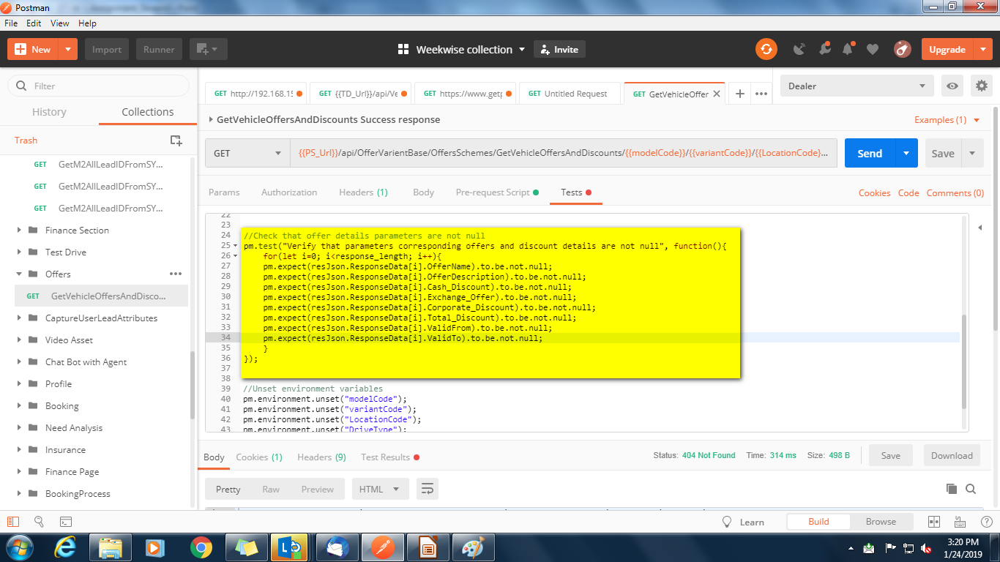 Postman
File Edit View Help
New Import Runner Weekwise collection Invite Upgrade
Filter
History Collections
Trash
GET GetM2AllLeadIDFromSY...
GET GetM2AllLeadIDFromSY...
GET GetM2AllLeadIDFromSY...
Finance Section
Test Drive
Offers
GET GetVehicleOffersAndDisco...
CaptureUserLeadAttributes
Video Asset
Chat Bot with Agent
Profile
Booking
Need Analysis
Insurance
Finance Page
BookingProcess
GET http://192.168.15 GET {{TD_Url}}/api/Ve GET https://www.getp GET Untitled Request GET GetVehicleOffer Dealer
GetVehicleOffersAndDiscounts Success response Examples (1)
GET {{PS_Url}}/api/OfferVarientBase/OffersSchemes/GetVehicleOffersAndDiscounts/{{modelCode}}/{{variantCode}}/{{LocationCode}... Send Save
Params Authorization Headers (1) Body Pre-request Script Tests Cookies Code Comments (0)
22
23
24 //Check that offer details parameters are not null
25 pm.test("Verify that parameters corresponding offers and discount details are not null", function(){
26 for(let i=0; i<response_length; i++){
27 pm.expect(resJson.ResponseData[i].OfferName).to.be.not.null;
28 pm.expect(resJson.ResponseData[i].OfferDescription).to.be.not.null;
29 pm.expect(resJson.ResponseData[i].Cash_Discount).to.be.not.null;
30 pm.expect(resJson.ResponseData[i].Exchange_Offer).to.be.not.null;
31 pm.expect(resJson.ResponseData[i].Corporate_Discount).to.be.not.null;
32 pm.expect(resJson.ResponseData[i].Total_Discount).to.be.not.null;
33 pm.expect(resJson.ResponseData[i].ValidFrom).to.be.not.null;
34 pm.expect(resJson.ResponseData[i].ValidTo).to.be.not.null;
35 }
36 });
37
38
39 //Unset environment variables
40 pm.environment.unset("modelCode");
41 pm.environment.unset("variantCode");
42 pm.environment.unset("LocationCode");
43 pm.environment.unset("DriveType");
Body Cookies (1) Headers (9) Test Results Status: 404 Not Found Time: 314 ms Size: 498 B Save Download
Pretty Raw Preview HTML
Learn Build Browse
3:20 PM
1/24/2019